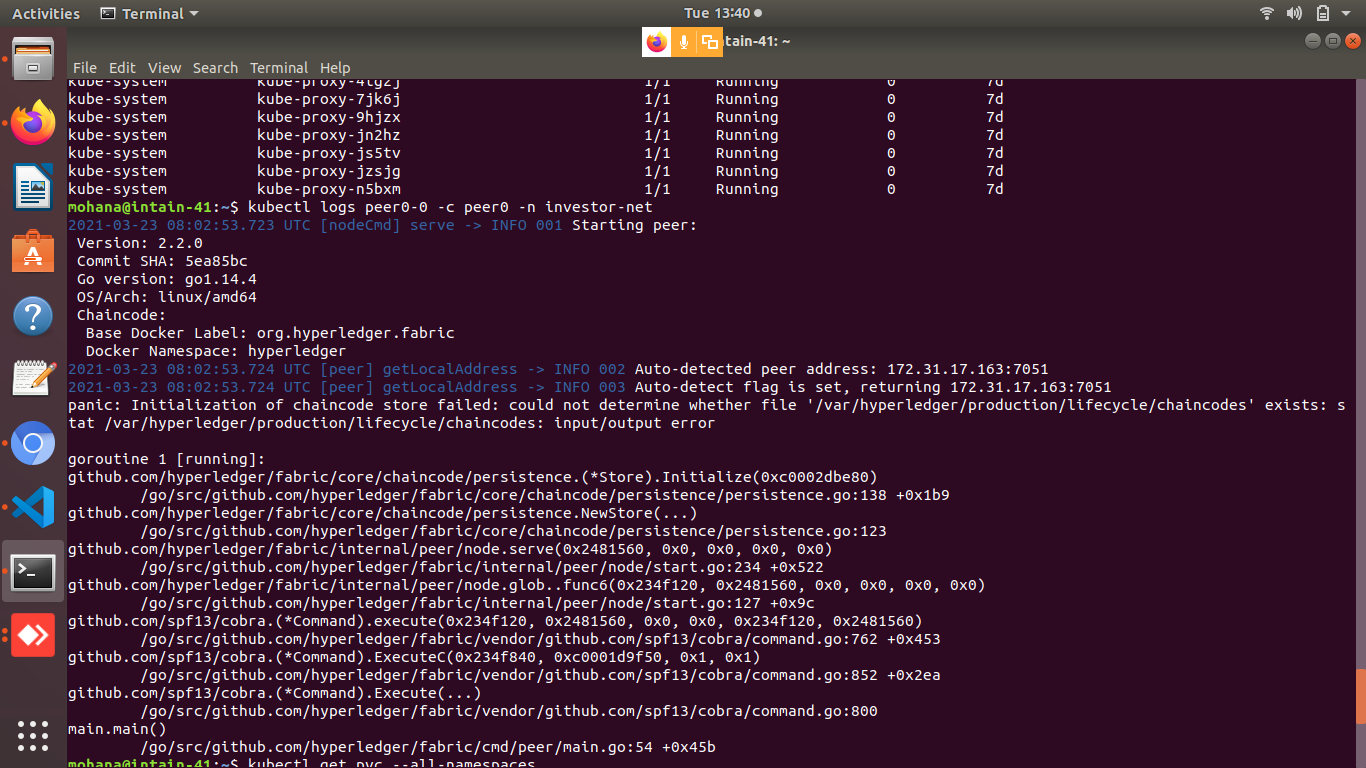 Activities Terminal Tue 13:40
ntain-41: ~
File Edit View Search Terminal Help
kube-system kube-proxy-4tg2j 1/1 Running 0 7d
kube-system kube-proxy-7jk6j 1/1 Running 0 7d
kube-system kube-proxy-9hjzx 1/1 Running 0 7d
kube-system kube-proxy-jn2hz 1/1 Running 0 7d
kube-system kube-proxy-js5tv 1/1 Running 0 7d
kube-system kube-proxy-jzsjg 1/1 Running 0 7d
kube-system kube-proxy-n5bxm 1/1 Running 0 7d
mohana@intain-41:~$ kubectl logs peer0-0 -c peer0 -n investor-net
2021-03-23 08:02:53.723 UTC [nodeCmd] serve -> INFO 001 Starting peer:
Version: 2.2.0
Commit SHA: 5ea85bc
Go version: go1.14.4
OS/Arch: linux/amd64
Chaincode:
Base Docker Label: org.hyperledger.fabric
Docker Namespace: hyperledger
2021-03-23 08:02:53.724 UTC [peer] getLocalAddress -> INFO 002 Auto-detected peer address: 172.31.17.163:7051
2021-03-23 08:02:53.724 UTC [peer] getLocalAddress -> INFO 003 Auto-detect flag is set, returning 172.31.17.163:7051
panic: Initialization of chaincode store failed: could not determine whether file '/var/hyperledger/production/lifecycle/chaincodes' exists: s
tat /var/hyperledger/production/lifecycle/chaincodes: input/output error
goroutine 1 [running]:
github.com/hyperledger/fabric/core/chaincode/persistence.(*Store).Initialize(0xc0002dbe80)
/go/src/github.com/hyperledger/fabric/core/chaincode/persistence/persistence.go:138 +0x1b9
github.com/hyperledger/fabric/core/chaincode/persistence.NewStore(...)
/go/src/github.com/hyperledger/fabric/core/chaincode/persistence/persistence.go:123
github.com/hyperledger/fabric/internal/peer/node.serve(0x2481560, 0x0, 0x0, 0x0, 0x0)
/go/src/github.com/hyperledger/fabric/internal/peer/node/start.go:234 +0x522
github.com/hyperledger/fabric/internal/peer/node.glob..func6(0x234f120, 0x2481560, 0x0, 0x0, 0x0, 0x0)
/go/src/github.com/hyperledger/fabric/internal/peer/node/start.go:127 +0x9c
github.com/spf13/cobra.(*Command).execute(0x234f120, 0x2481560, 0x0, 0x0, 0x234f120, 0x2481560)
/go/src/github.com/hyperledger/fabric/vendor/github.com/spf13/cobra/command.go:762 +0x453
github.com/spf13/cobra.(*Command).ExecuteC(0x234f840, 0xc0001d9f50, 0x1, 0x1)
/go/src/github.com/hyperledger/fabric/vendor/github.com/spf13/cobra/command.go:852 +0x2ea
github.com/spf13/cobra.(*Command).Execute(...)
/go/src/github.com/hyperledger/fabric/vendor/github.com/spf13/cobra/command.go:800
main.main()
/go/src/github.com/hyperledger/fabric/cmd/peer/main.go:54 +0x45b
mohana@intain-41:~$ kubectl get pvc --all-namespaces